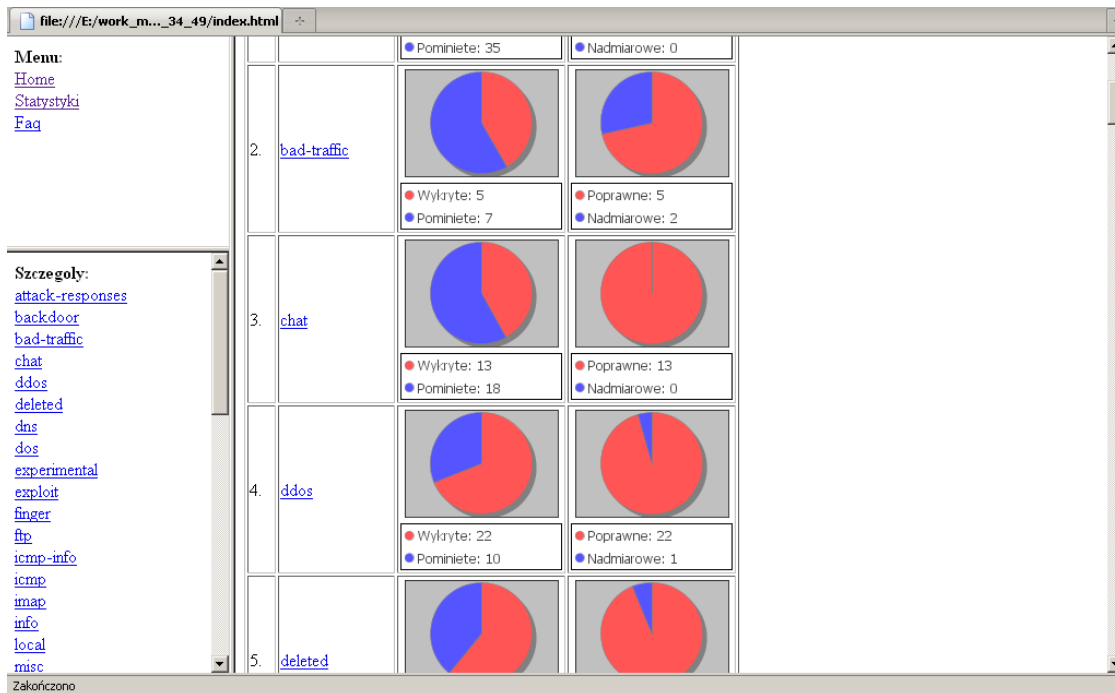 file:///E:/work_m..._34_49/index.html
Menu:
Home
Statystyki
Faq
Szczegoly:
attack-responses
backdoor
bad-traffic
chat
ddos
deleted
dns
dos
experimental
exploit
finger
ftp
icmp-info
icmp
imap
info
local
misc
Pominiete: 35
Nadmiarowe: 0
2.
bad-traffic
Wykryte: 5
Pominiete: 7
Poprawne: 5
Nadmiarowe: 2
3.
chat
Wykryte: 13
Pominiete: 18
Poprawne: 13
Nadmiarowe: 0
4.
ddos
Wykryte: 22
Pominiete: 10
Poprawne: 22
Nadmiarowe: 1
5.
deleted
Zakończono